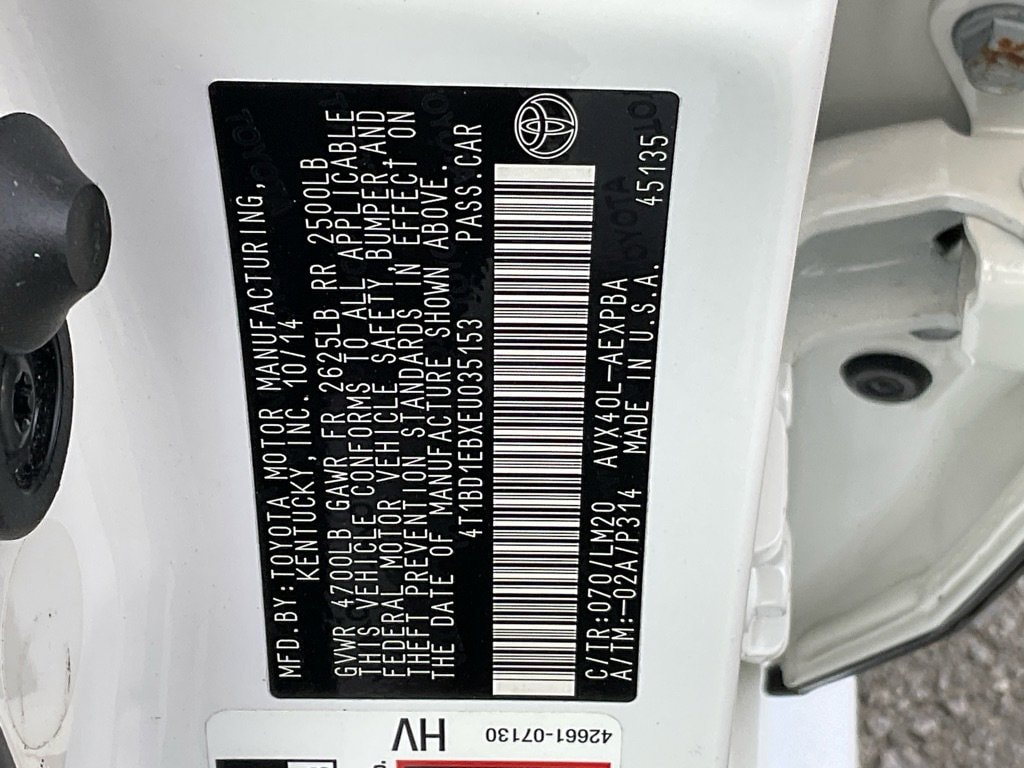 MFD.BY:TOYOTA MOTOR MANUFACTURING,
KENTUCKY,INC. 10/14
GVWR 4700LB GAWR FR 2625LB RR 2500LB
THIS VEHICLE CONFORMS TO ALL APPLICABLE
FEDERAL MOTOR VEHICLE SAFETY,BUMPER,AND
THEFT PREVENTION STANDARDS IN EFFECT ON
THE DATE OF MANUFACTURE SHOWN ABOVE.
4T1BD1EBXEU035153 PASS.CAR
C/TR:070/LM20 AVX40L-AEXPBA 45135
A/TM:-02A/P314 MADE IN U.S.A.
HV
42661-07130